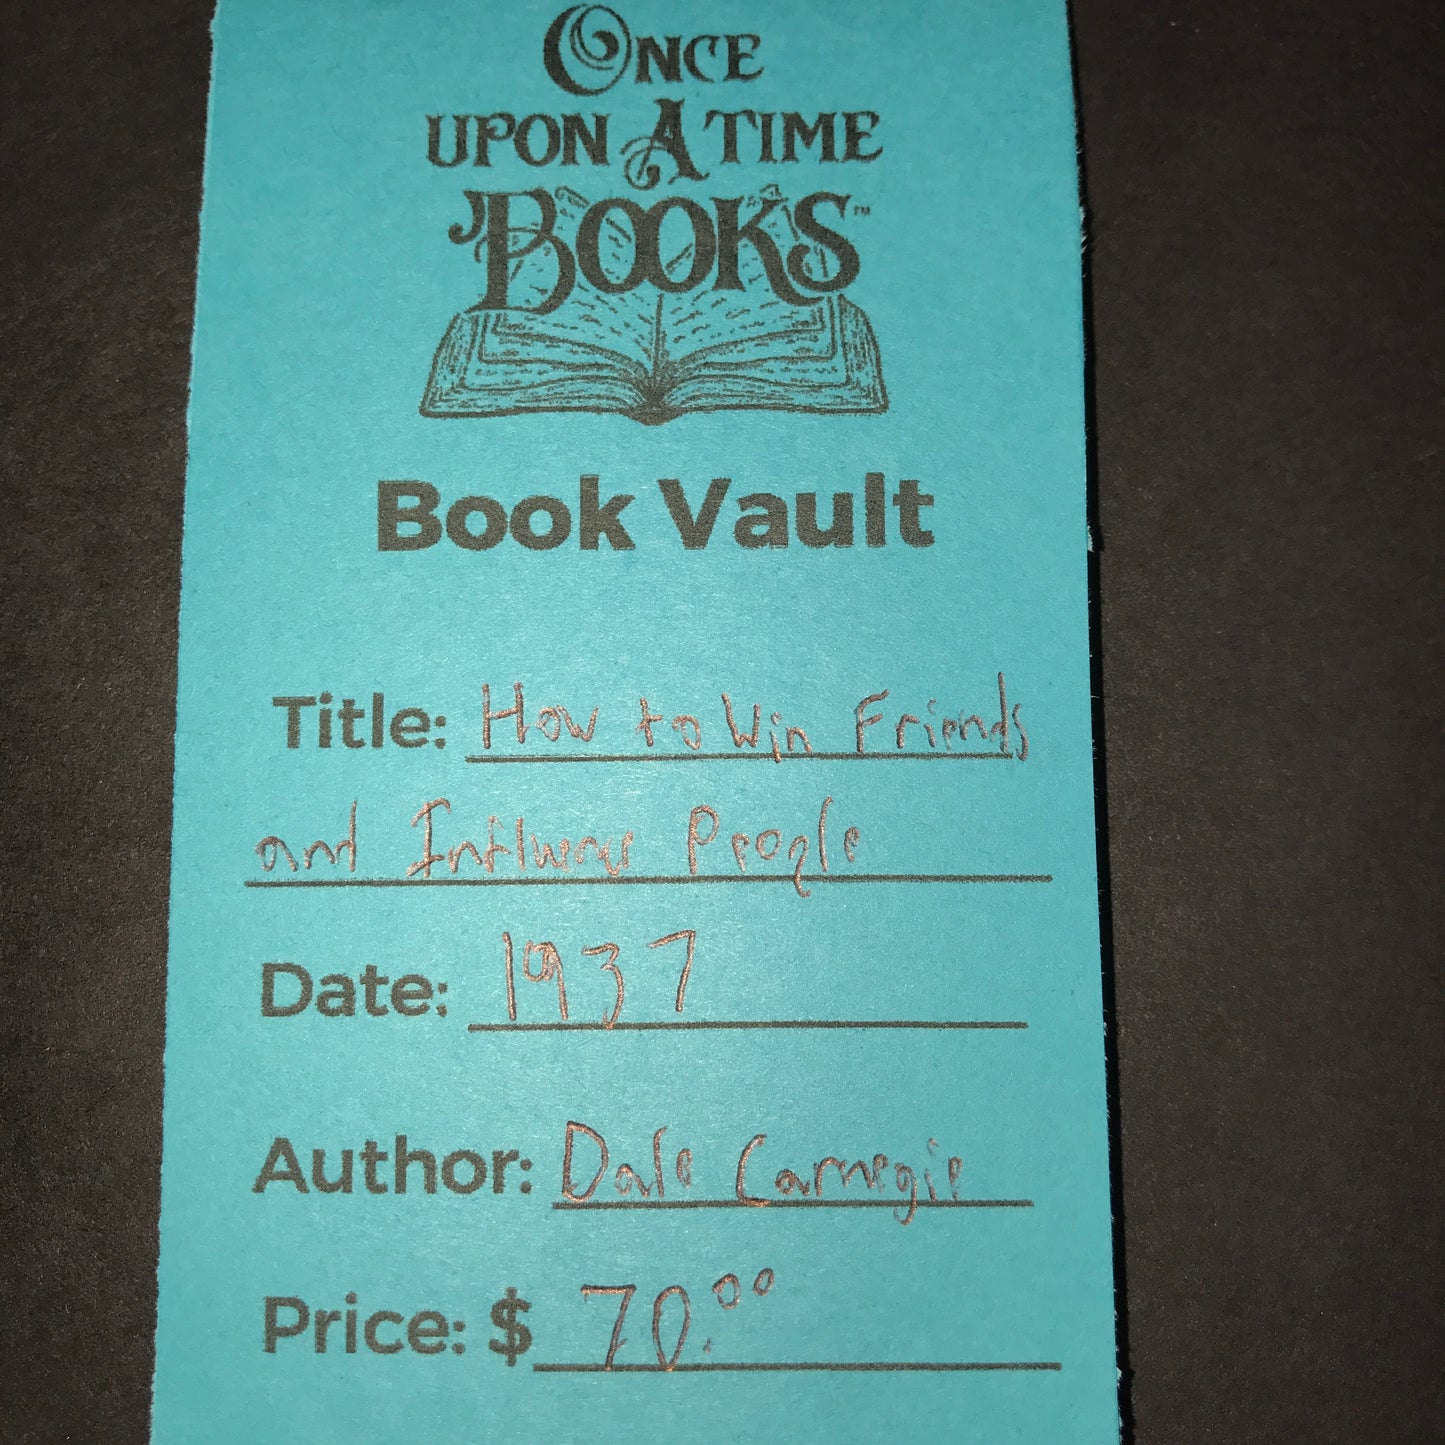 ONCE
UPON A TIME
BOOKS™
Book Vault
Title: How to Win Friends
and Influence People
Date: 1937
Author: Dale Carnegie
Price: $ 70.00